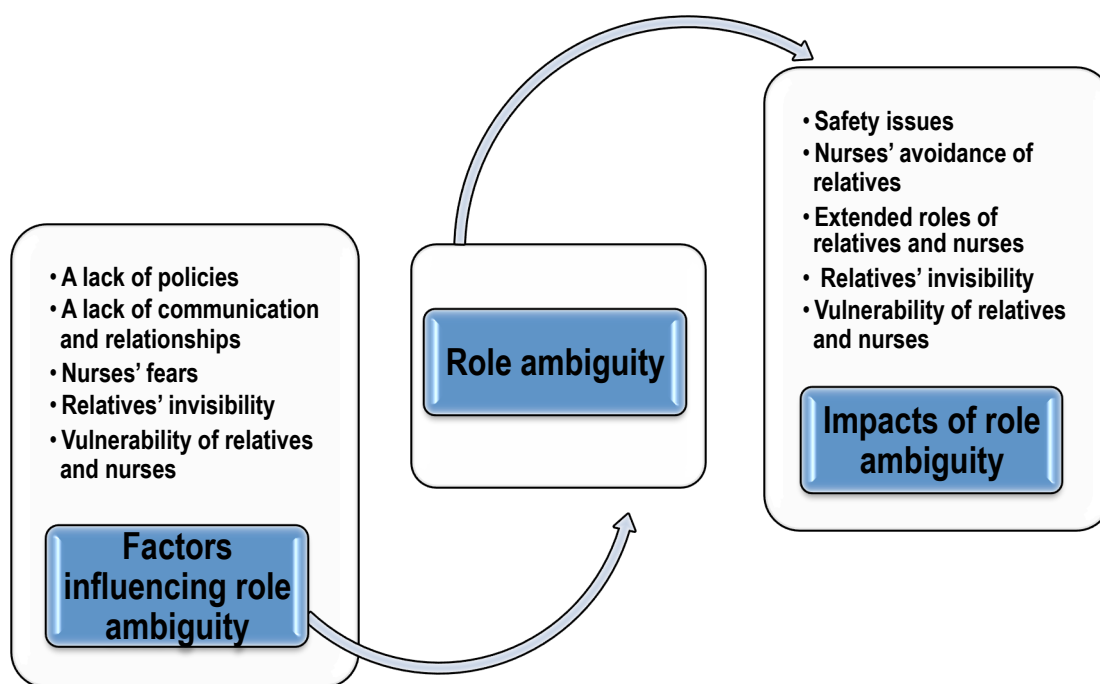 • A lack of policies
• A lack of communication
and relationships
• Nurses’ fears
• Relatives’ invisibility
• Vulnerability of relatives
and nurses
Factors
influencing role
ambiguity
Role ambiguity
• Safety issues
• Nurses’ avoidance of
relatives
• Extended roles of
relatives and nurses
• Relatives’ invisibility
• Vulnerability of relatives
and nurses
Impacts of role
ambiguity